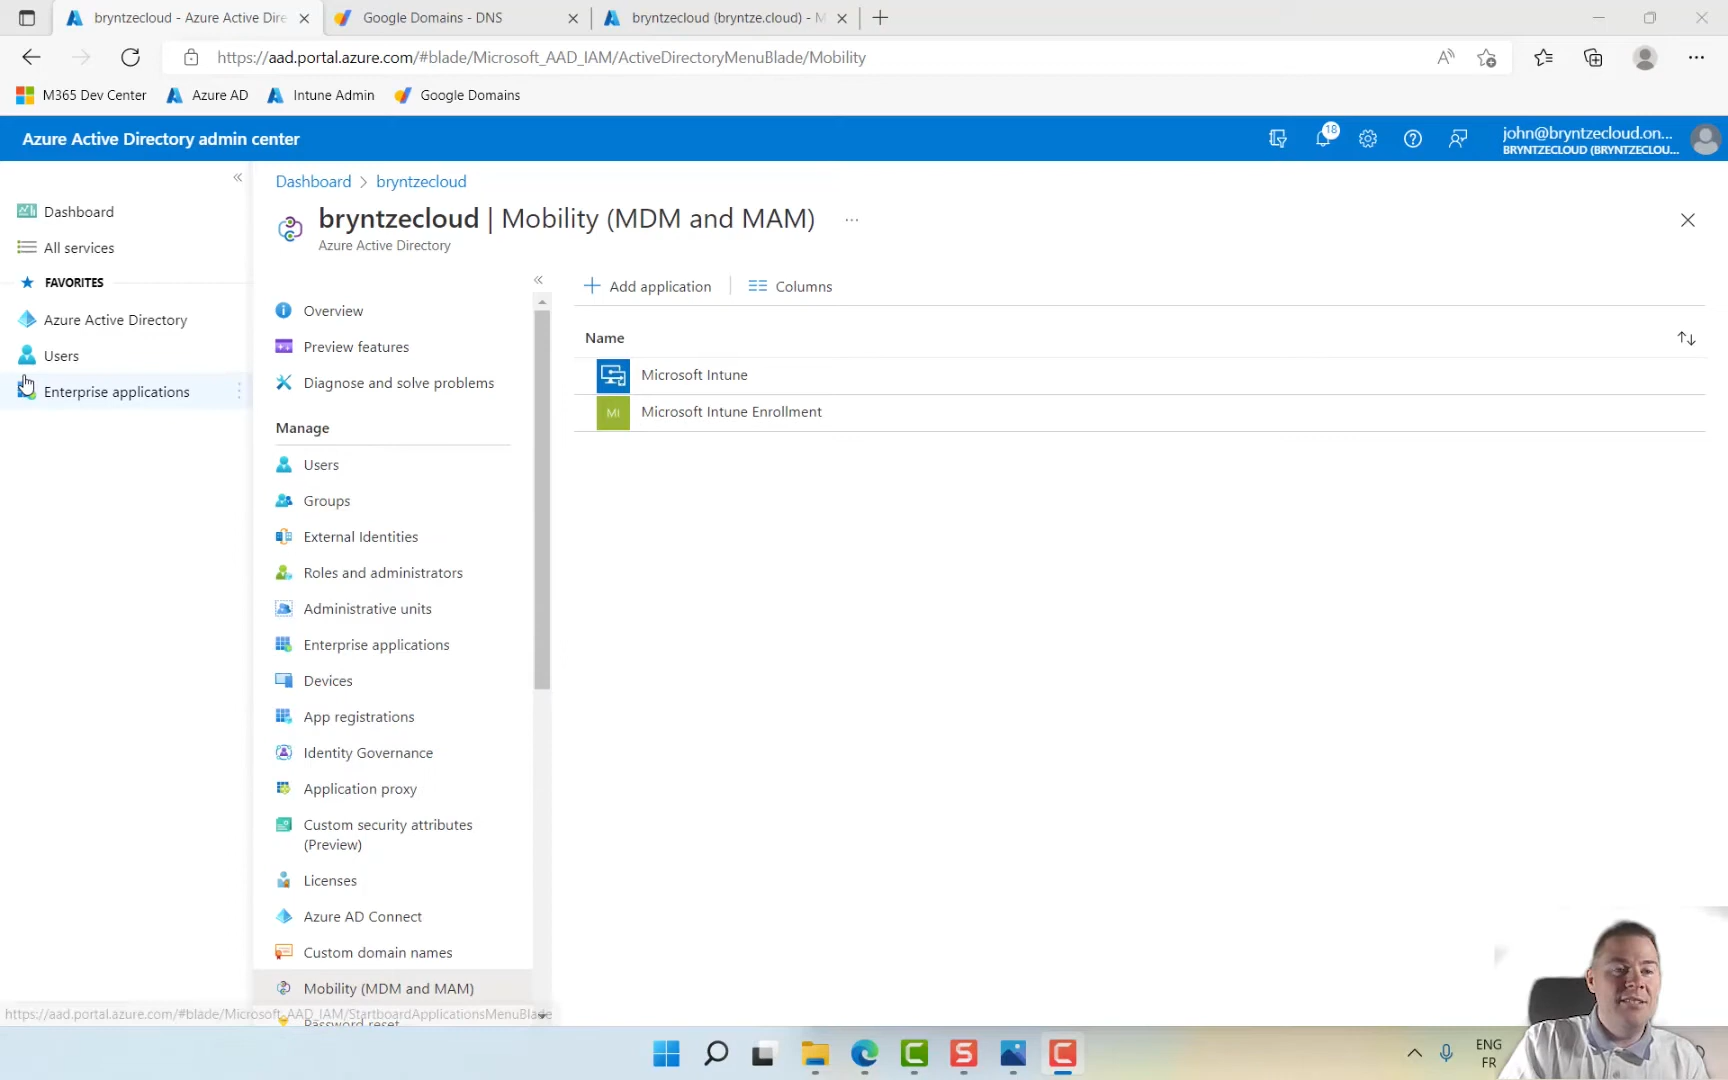 bryntzecloud - Azure Active Dire
Google Domains - DNS
bryntzecloud (bryntze.cloud) - M
https://aad.portal.azure.com/#blade/Microsoft_AAD_IAM/ActiveDirectoryMenuBlade/Mobility
M365 Dev Center
Azure AD
Intune Admin
Google Domains
Azure Active Directory admin center
18
john@bryntzecloud.on...
BRYNTZECLOUD (BRYNTZECLOU...
Dashboard
All services
FAVORITES
Azure Active Directory
Users
Enterprise applications
Dashboard > bryntzecloud
bryntzecloud | Mobility (MDM and MAM)
Azure Active Directory
Overview
Preview features
Diagnose and solve problems
Manage
Users
Groups
External Identities
Roles and administrators
Administrative units
Enterprise applications
Devices
App registrations
Identity Governance
Application proxy
Custom security attributes
(Preview)
Licenses
Azure AD Connect
Custom domain names
Mobility (MDM and MAM)
Password reset
Add application
Columns
Name
Microsoft Intune
MI
Microsoft Intune Enrollment
https://aad.portal.azure.com/#blade/Microsoft_AAD_IAM/StartboardApplicationsMenuBlade
ENG
FR